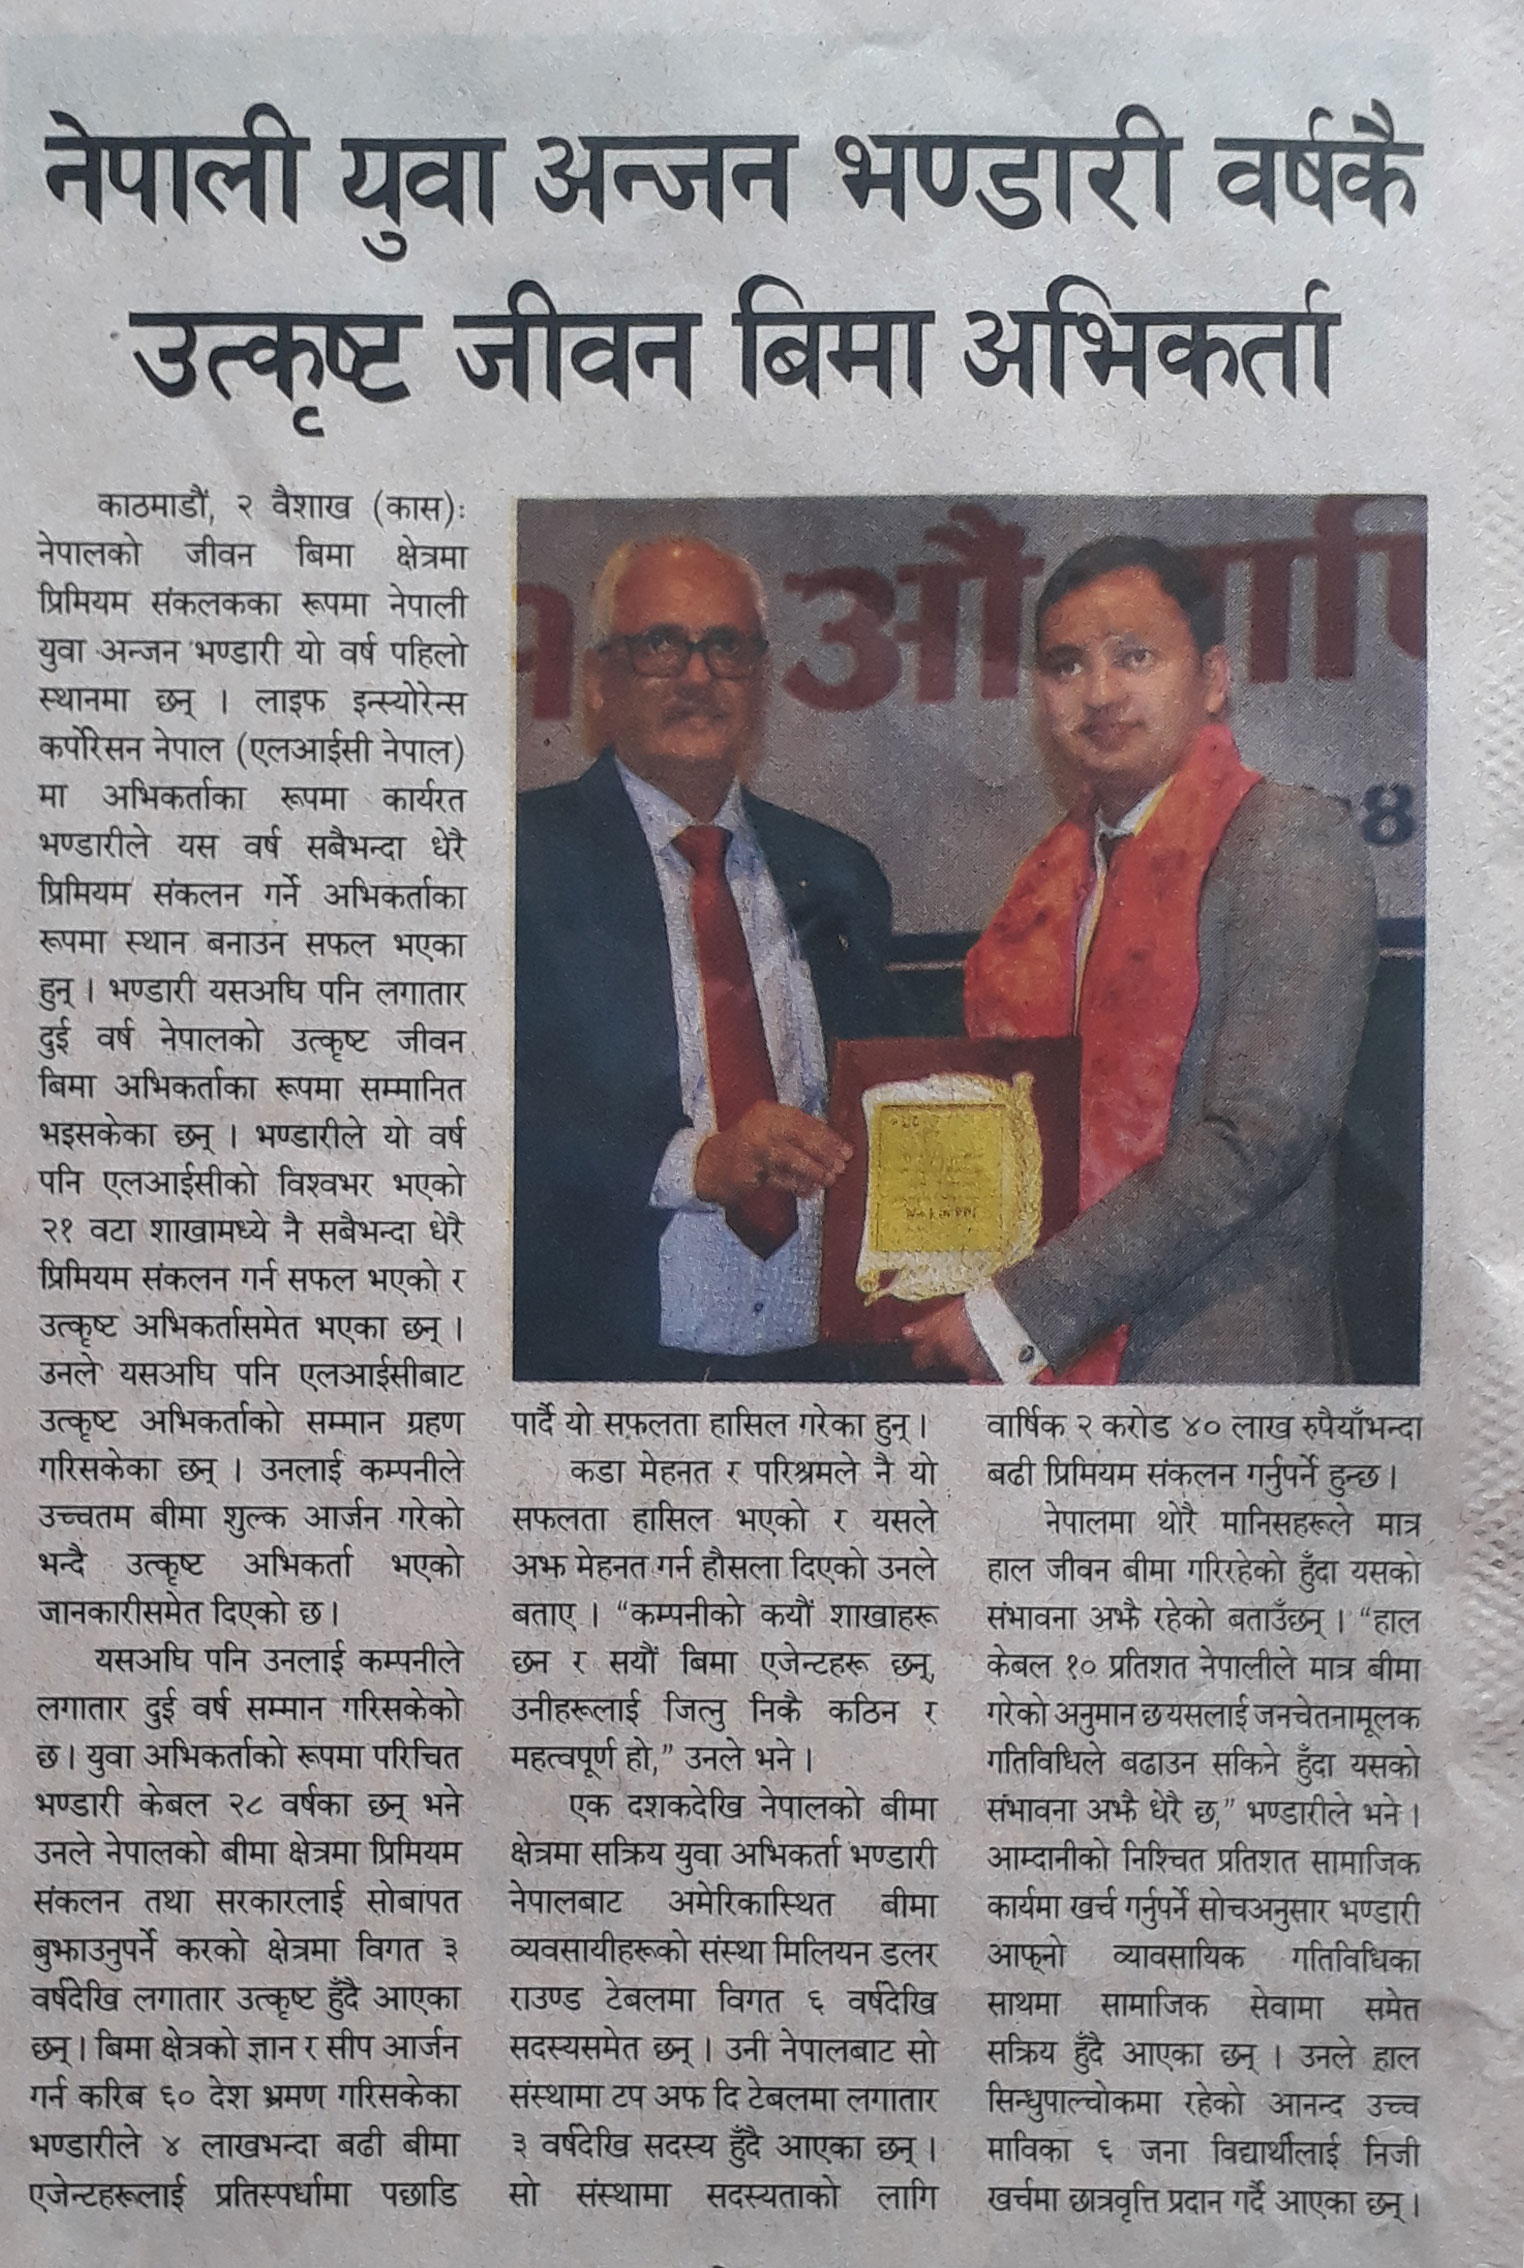 नेपाली युवा अन्जन भण्डारी वर्षकै
उत्कृष्ट जीवन बिमा अभिकर्ता
काठमाडौं, २ वैशाख (कास)ः
नेपालको जीवन बिमा क्षेत्रमा
प्रिमियम संकलकका रूपमा नेपाली
युवा अन्जन भण्डारी यो वर्ष पहिलो
स्थानमा छन् । लाइफ इन्स्योरेन्स
कर्पोरेसन नेपाल (एलआईसी नेपाल)
मा अभिकर्ताका रूपमा कार्यरत
भण्डारीले यस वर्ष सबैभन्दा धेरै
प्रिमियम संकलन गर्ने अभिकर्ताका
रूपमा स्थान बनाउन सफल भएका
हुन् । भण्डारी यसअघि पनि लगातार
दुई वर्ष नेपालको उत्कृष्ट जीवन
बिमा अभिकर्ताका रूपमा सम्मानित
भइसकेका छन् । भण्डारीले यो वर्ष
पनि एलआईसीको विश्वभर भएको
२१ वटा शाखामध्ये नै सबैभन्दा धेरै
प्रिमियम संकलन गर्न सफल भएको र
उत्कृष्ट अभिकर्तासमेत भएका छन् ।
उनले यसअघि पनि एलआईसीबाट
उत्कृष्ट अभिकर्ताको सम्मान ग्रहण
गरिसकेका छन् । उनलाई कम्पनीले
उच्चतम बीमा शुल्क आर्जन गरेको
भन्दै उत्कृष्ट अभिकर्ता भएको
जानकारीसमेत दिएको छ ।
यसअघि पनि उनलाई कम्पनीले
लगातार दुई वर्ष सम्मान गरिसकेको
छ । युवा अभिकर्ताको रूपमा परिचित
भण्डारी केबल २८ वर्षका छन् भने
उनले नेपालको बीमा क्षेत्रमा प्रिमियम
संकलन तथा सरकारलाई सोबापत
बुझाउनुपर्ने करको क्षेत्रमा विगत ३
वर्षदेखि लगातार उत्कृष्ट हुँदै आएका
छन् । बिमा क्षेत्रको ज्ञान र सीप आर्जन
गर्न करिब ६० देश भ्रमण गरिसकेका
भण्डारीले ४ लाखभन्दा बढी बीमा
एजेन्टहरूलाई प्रतिस्पर्धामा पछाडि
औ
४
पार्दै यो सफलता हासिल गरेका हुन् ।
कडा मेहनत र परिश्रमले नै यो
सफलता हासिल भएको र यसले
अझ मेहनत गर्न हौसला दिएको उनले
बताए । “कम्पनीको कयौं शाखाहरू
छन र सयौं बिमा एजेन्टहरू छन्,
उनीहरूलाई जित्नु निकै कठिन र
महत्वपूर्ण हो,” उनले भने ।
एक दशकदेखि नेपालको बीमा
क्षेत्रमा सक्रिय युवा अभिकर्ता भण्डारी
नेपालबाट अमेरिकास्थित बीमा
व्यवसायीहरूको संस्था मिलियन डलर
राउण्ड टेबलमा विगत ६ वर्षदेखि
सदस्यसमेत छन् । उनी नेपालबाट सो
संस्थामा टप अफ दि टेबलमा लगातार
३ वर्षदेखि सदस्य हुँदै आएका छन् ।
सो संस्थामा सदस्यताको लागि
वार्षिक २ करोड ४० लाख रुपैयाँभन्दा
बढी प्रिमियम संकलन गर्नुपर्ने हुन्छ ।
नेपालमा थोरै मानिसहरूले मात्र
हाल जीवन बीमा गरिरहेको हुँदा यसको
संभावना अझै रहेको बताउँछन् । “हाल
केबल १० प्रतिशत नेपालीले मात्र बीमा
गरेको अनुमान छयसलाई जनचेतनामूलक
गतिविधिले बढाउन सकिने हुँदा यसको
संभावना अझै धेरै छ,” भण्डारीले भने ।
आम्दानीको निश्चित प्रतिशत सामाजिक
कार्यमा खर्च गर्नुपर्ने सोचअनुसार भण्डारी
आफ्नो व्यावसायिक गतिविधिका
साथमा सामाजिक सेवामा समेत
सक्रिय हुँदै आएका छन् । उनले हाल
सिन्धुपाल्चोकमा रहेको आनन्द उच्च
माविका ६ जना विद्यार्थीलाई निजी
खर्चमा छात्रवृत्ति प्रदान गर्दै आएका छन् ।